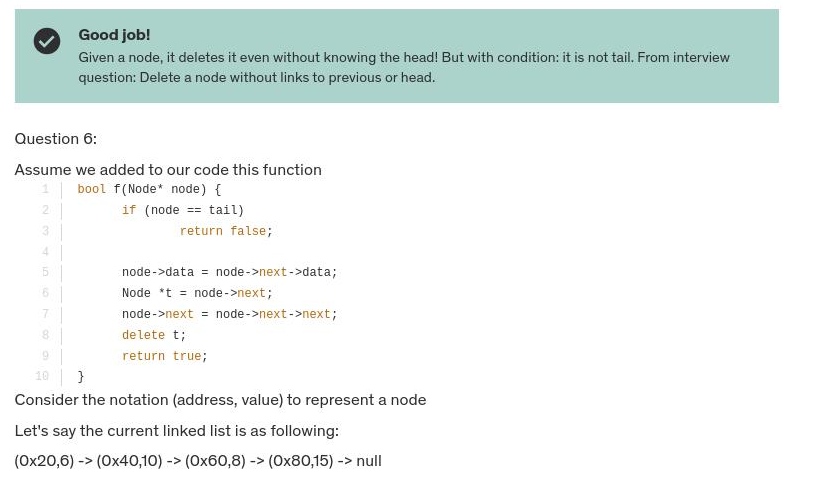 Good job!
Given a node, it deletes it even without knowing the head! But with condition: it is not tail. From interview
question: Delete a node without links to previous or head.
Question 6:
Assume we added to our code this function
1 bool f(Node* node) {
2 if (node == tail)
3 return false;
4
5 node->data = node->next->data;
6 Node *t = node->next;
7 node->next = node->next->next;
8 delete t;
9 return true;
10 }
Consider the notation (address, value) to represent a node
Let's say the current linked list is as following:
(0x20,6) -> (0x40,10) -> (0x60,8) -> (0x80,15) -> null